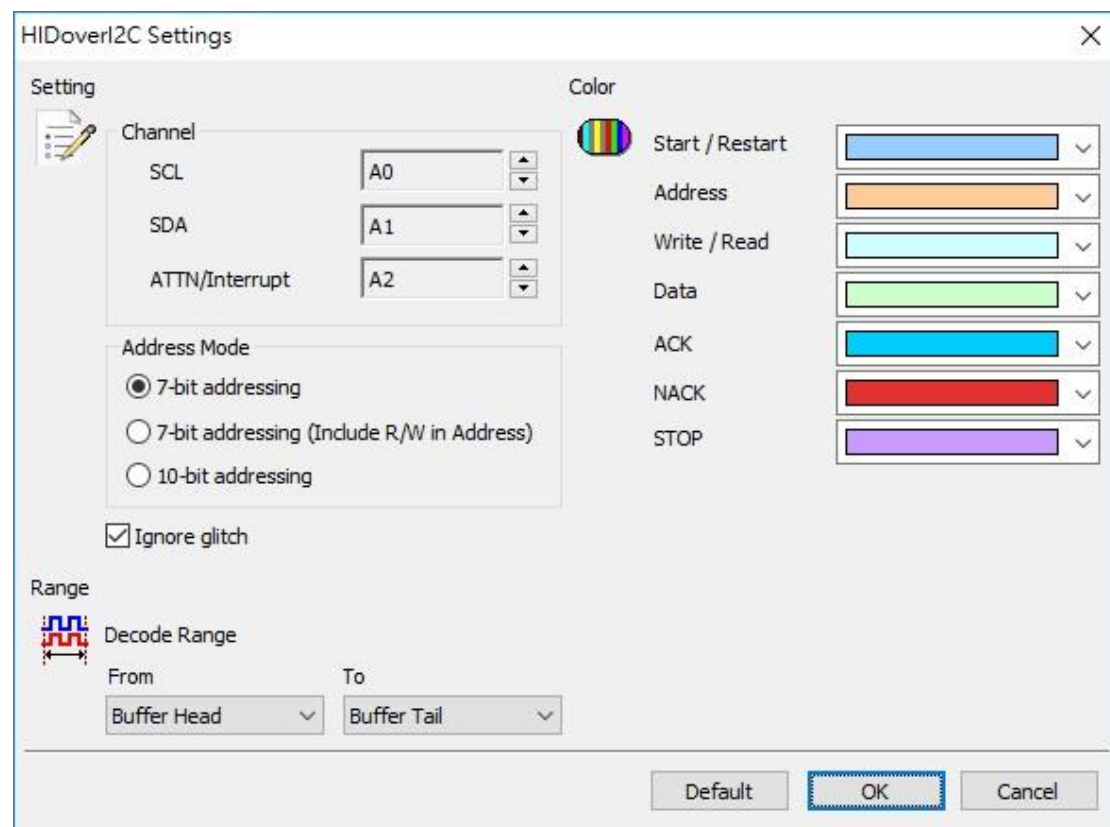 HIDoverI2C Settings
Setting
Channel
SCL A0
SDA A1
ATTN/Interrupt A2
Address Mode
7-bit addressing
7-bit addressing (Include R/W in Address)
10-bit addressing
Ignore glitch
Color
Start / Restart
Address
Write / Read
Data
ACK
NACK
STOP
Range
Decode Range
From To
Buffer Head Buffer Tail
Default OK Cancel